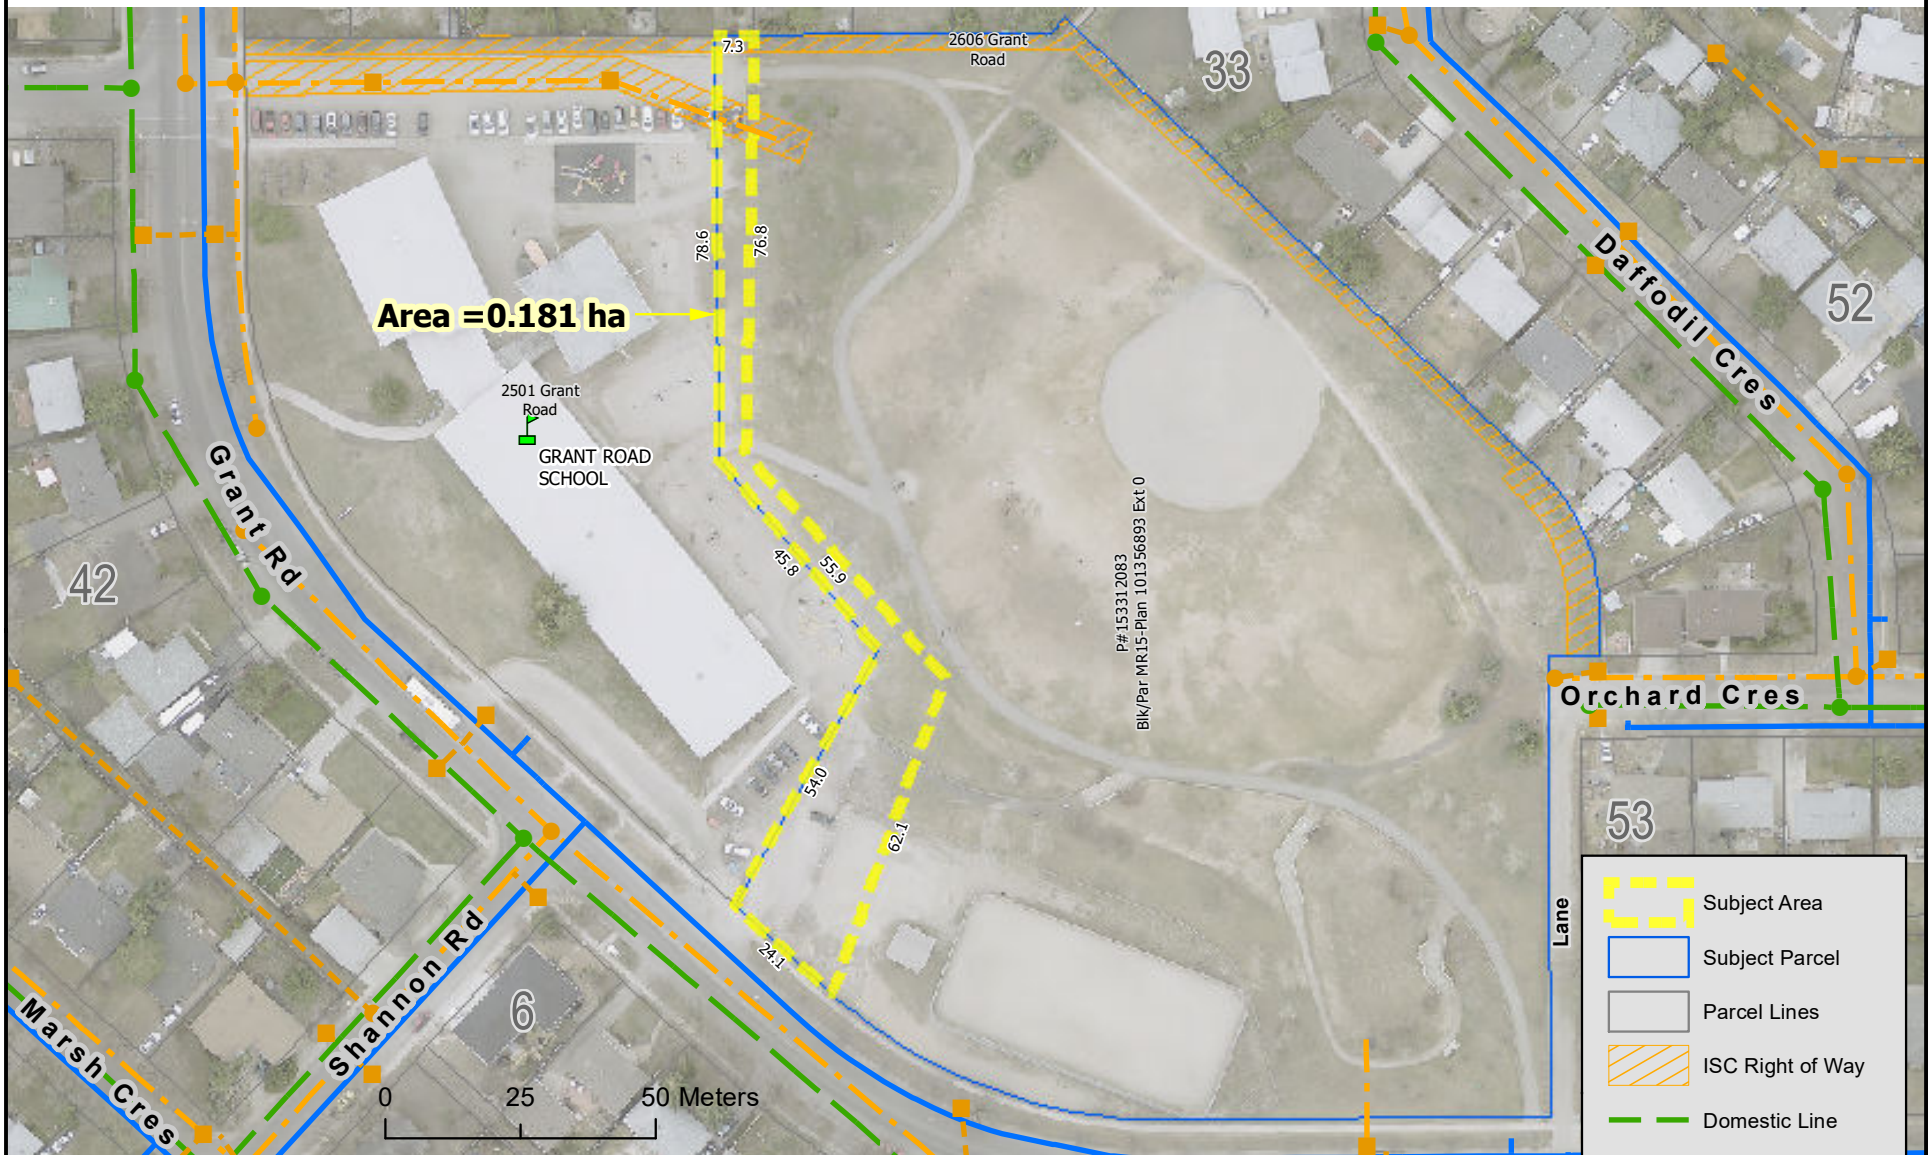 2606 Grant
Road
33
7.3
78.6
76.8
Daffodil Cres
52
Area =0.181 ha
2501 Grant
Road
GRANT ROAD
SCHOOL
Grant Rd
42
45.8
55.9
P#153312083
Blk/Par MR15-Plan 101356893 Ext 0
Orchard Cres
54.0
62.1
53
24.1
Lane
Shannon Rd
6
Marsh Cres
0 25 50 Meters
Subject Area
Subject Parcel
Parcel Lines
ISC Right of Way
Domestic Line